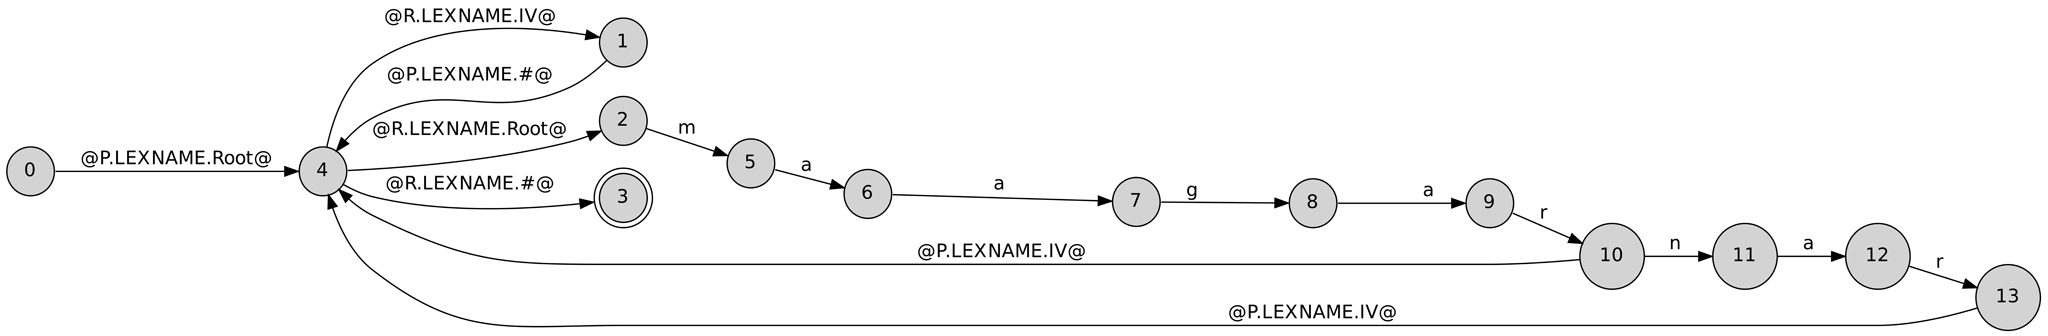 @R.LEXNAME.IV@
1
@P.LEXNAME.#@
@R.LEXNAME.Root@
2
m
0
@P.LEXNAME.Root@
4
5
a
@R.LEXNAME.#@
3
6
a
7
g
8
a
9
r
@P.LEXNAME.IV@
10
n
11
a
12
r
13
@P.LEXNAME.IV@